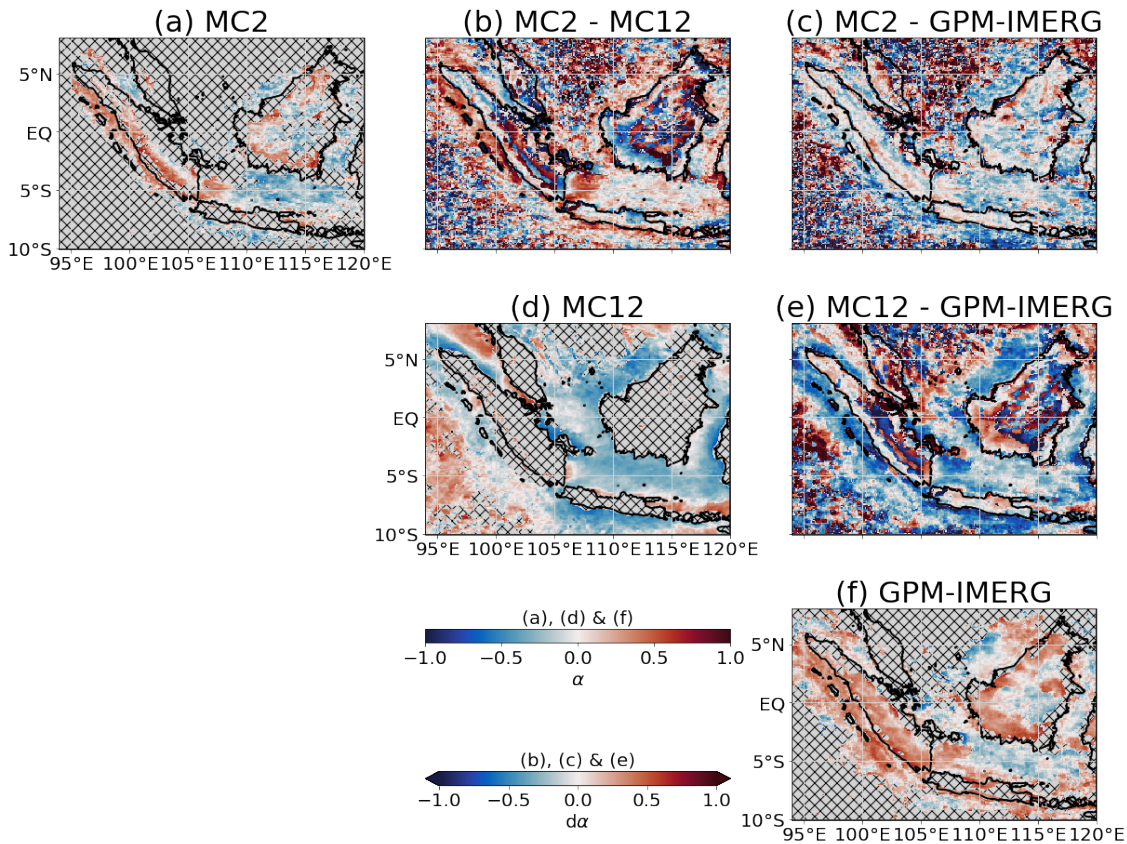 (a) MC2
(b) MC2 - MC12
(c) MC2 - GPM-IMERG
5°N
EQ
5°S
10°S
95°E 100°E 105°E 110°E 115°E 120°E
(d) MC12
(e) MC12 - GPM-IMERG
5°N
EQ
5°S
10°S
95°E 100°E 105°E 110°E 115°E 120°E
(a), (d) & (f)
−1.0 −0.5 0.0 0.5 1.0
α
(b), (c) & (e)
−1.0 −0.5 0.0 0.5 1.0
dα
(f) GPM-IMERG
5°N
EQ
5°S
10°S
95°E 100°E 105°E 110°E 115°E 120°E